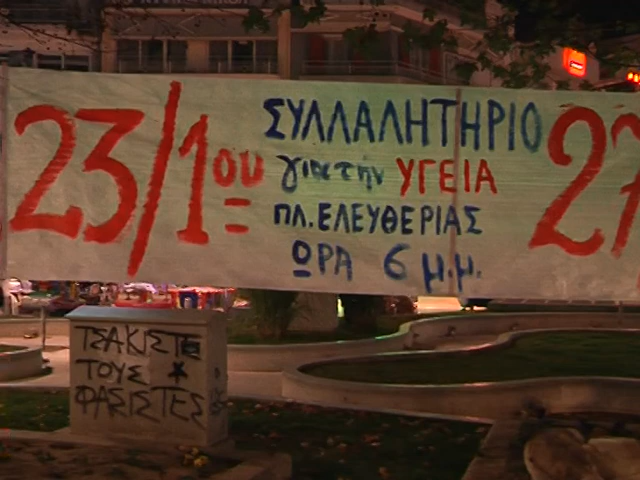 23/1ου
ΣΥΛΛΑΛΗΤΗΡΙΟ
για την ΥΓΕΙΑ
ΠΛ. ΕΛΕΥΘΕΡΙΑΣ
ΩΡΑ 6 μ.μ.
ΤΣΑΚΙΣΤΕ
ΤΟΥΣ
ΦΑΣΙΣΤΕΣ